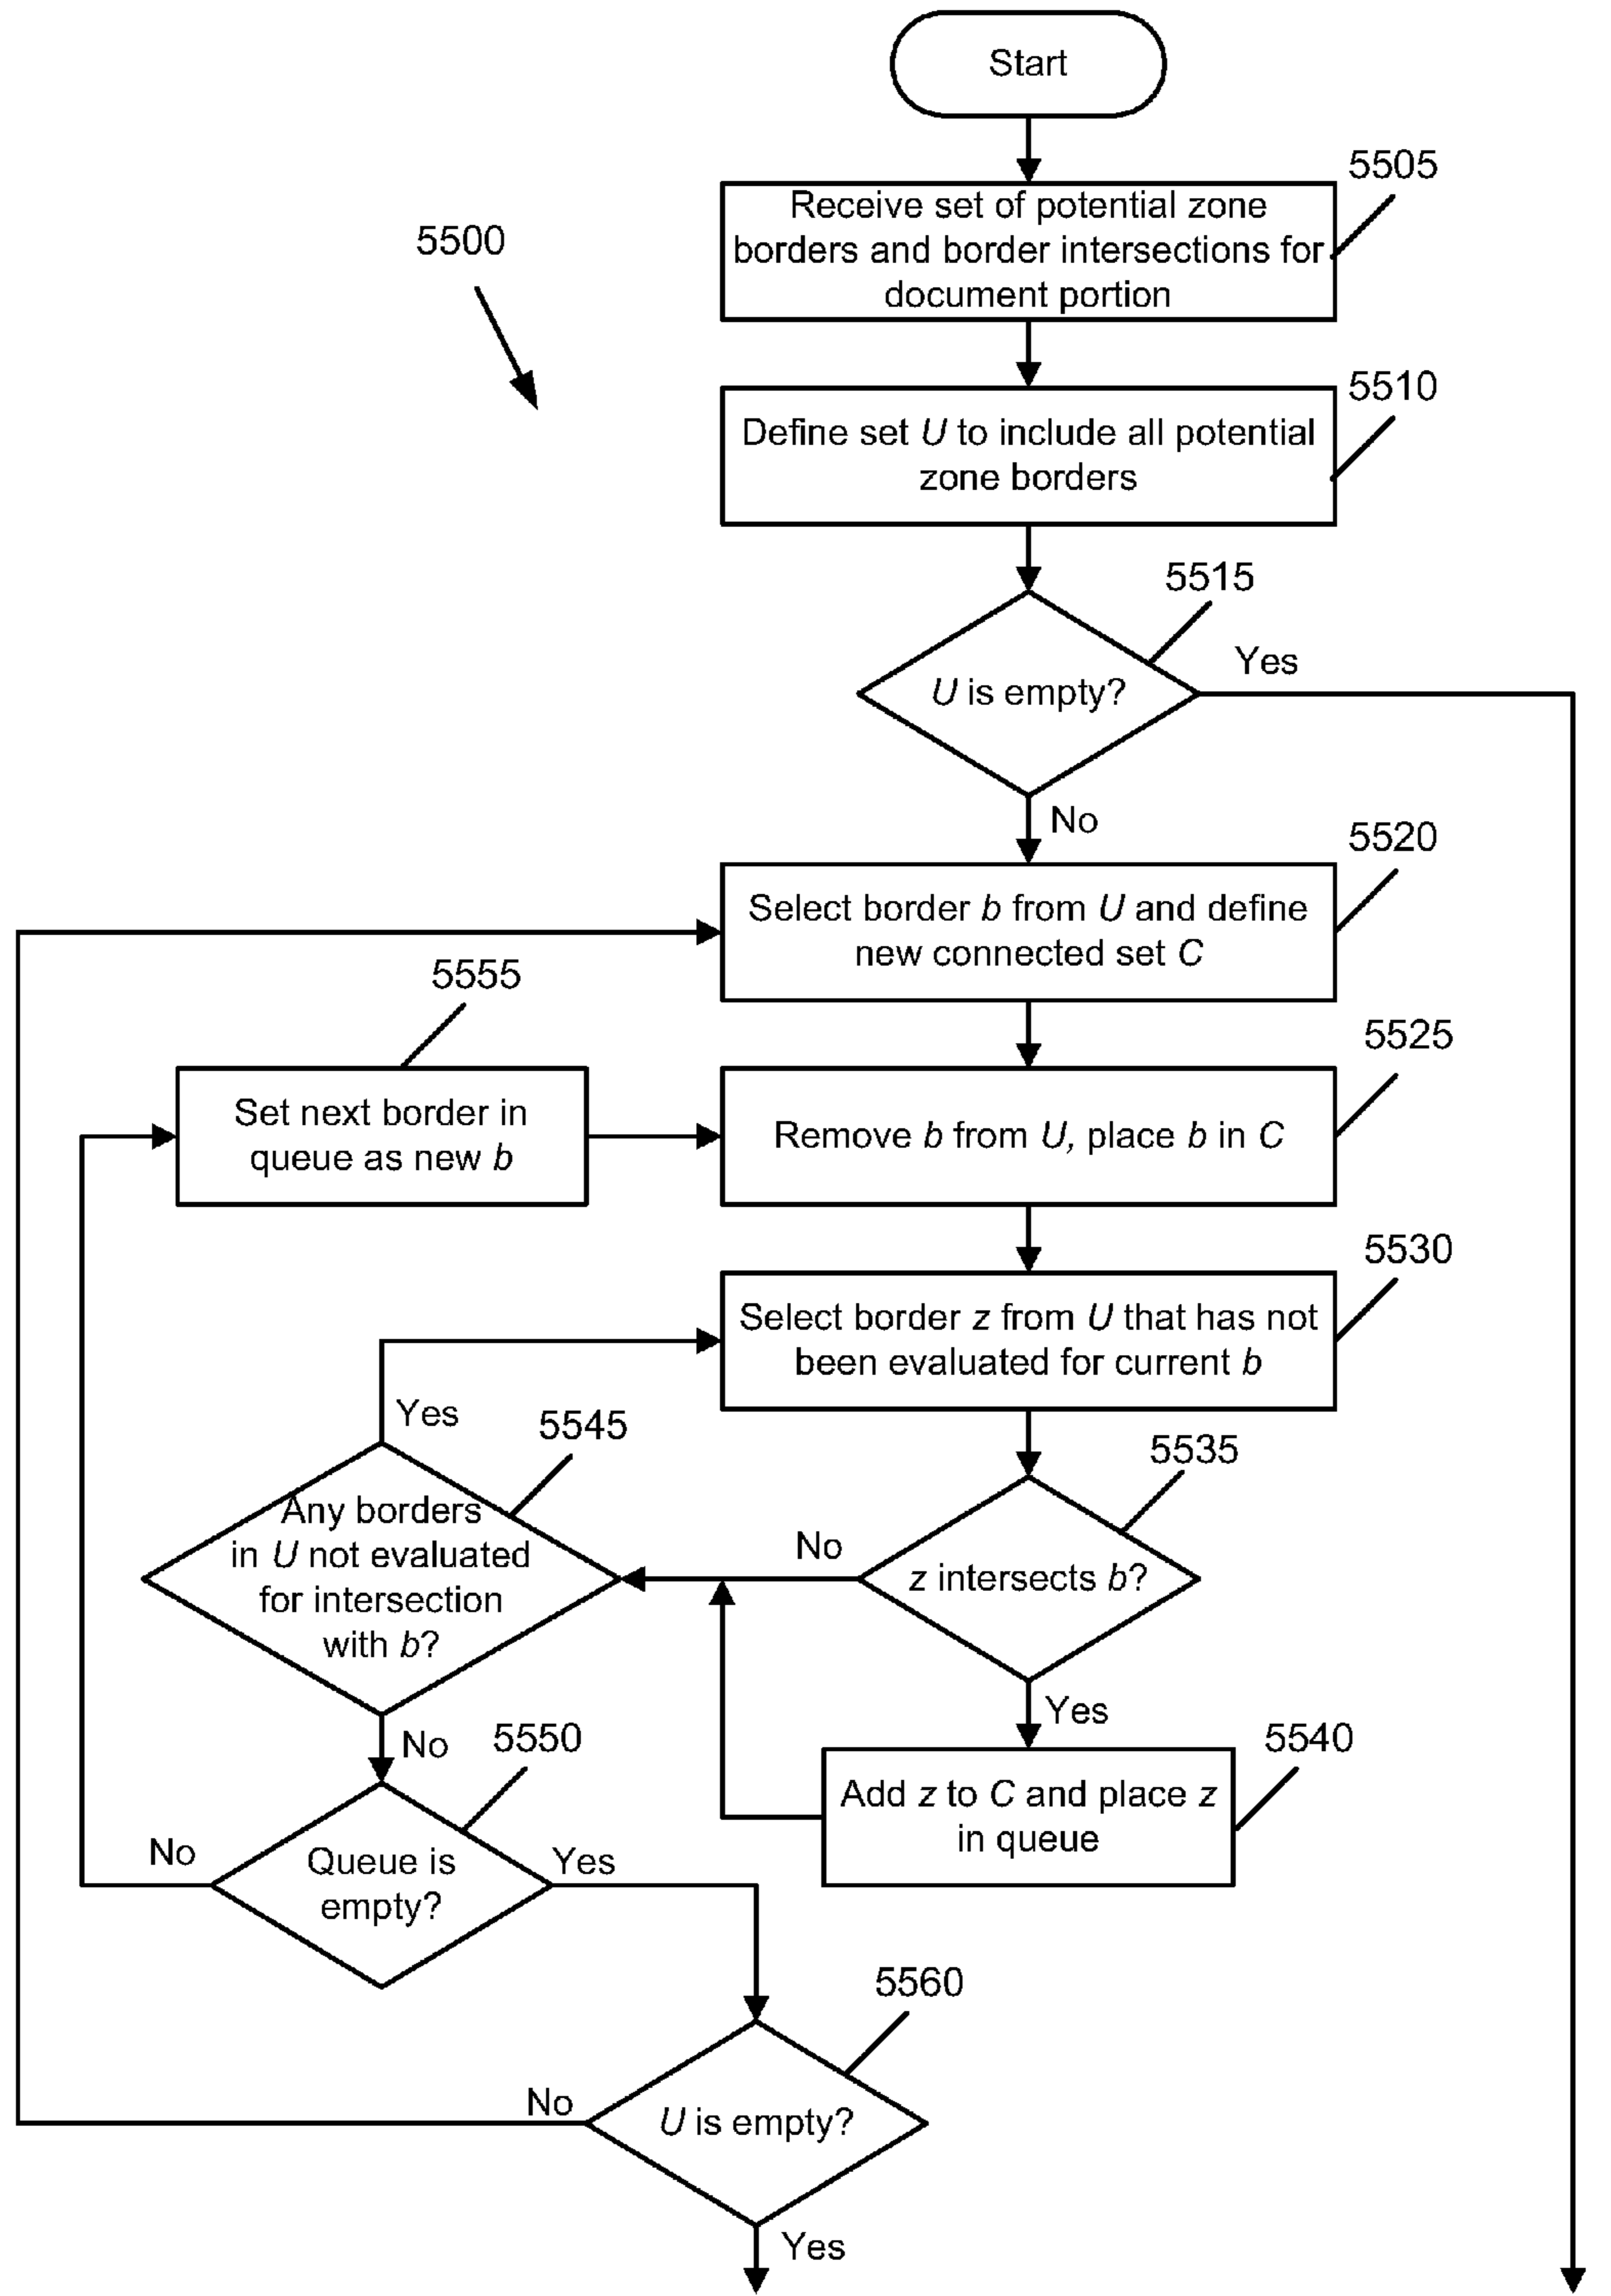 Start
5505
Receive set of potential zone
borders and border intersections for
document portion
5500
5510
Define set U to include all potential
zone borders
5515
U is empty?
Yes
No
5520
Select border b from U and define
new connected set C
5555
Set next border in
queue as new b
5525
Remove b from U, place b in C
5530
Select border z from U that has not
been evaluated for current b
Yes
5545
Any borders
in U not evaluated
for intersection
with b?
5535
No
z intersects b?
Yes
5540
Add z to C and place z
in queue
No
5550
No
Queue is
empty?
Yes
5560
No
U is empty?
Yes